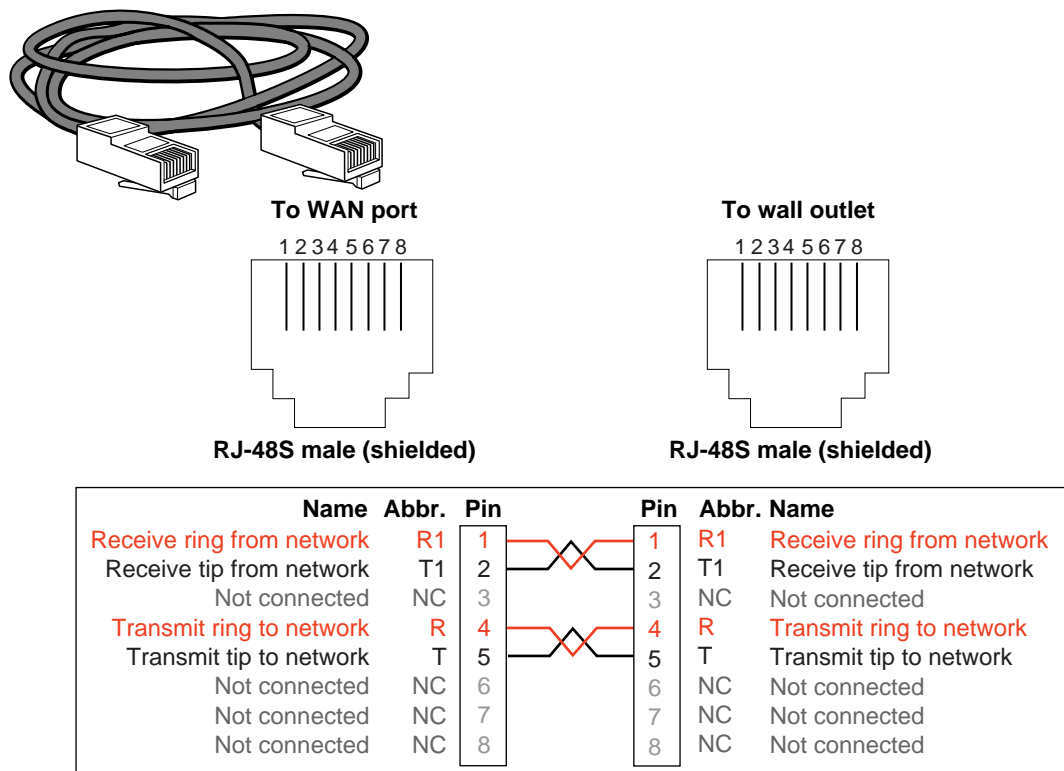 To WAN port To wall outlet
1 2 3 4 5 6 7 8 1 2 3 4 5 6 7 8
RJ-48S male (shielded) RJ-48S male (shielded)
Name Abbr. Pin Pin Abbr. Name
Receive ring from network R1 1 1 R1 Receive ring from network
Receive tip from network T1 2 2 T1 Receive tip from network
Not connected NC 3 3 NC Not connected
Transmit ring to network R 4 4 R Transmit ring to network
Transmit tip to network T 5 5 T Transmit tip to network
Not connected NC 6 6 NC Not connected
Not connected NC 7 7 NC Not connected
Not connected NC 8 8 NC Not connected